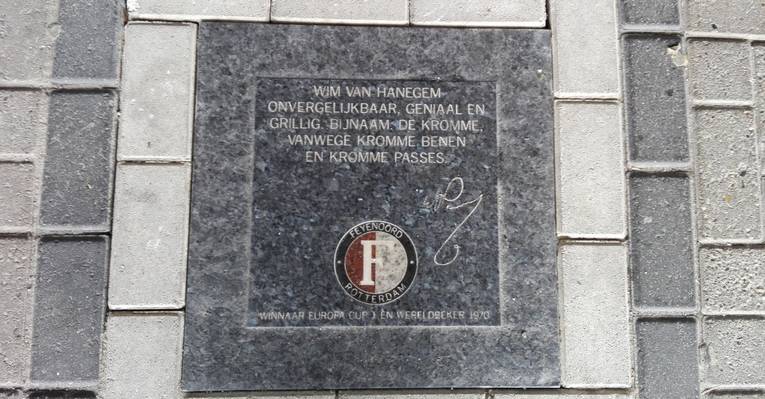 WIM VAN HANEGEM
ONVERGELIJKBAAR, GENIAAL EN
GRILLIG. BIJNAAM: DE KROMME,
VANWEGE KROMME BENEN
EN KROMME PASSES.
FEYENOORD
F
ROTTERDAM
WINNAAR EUROPA CUP 1 EN WERELDBEKER 1970